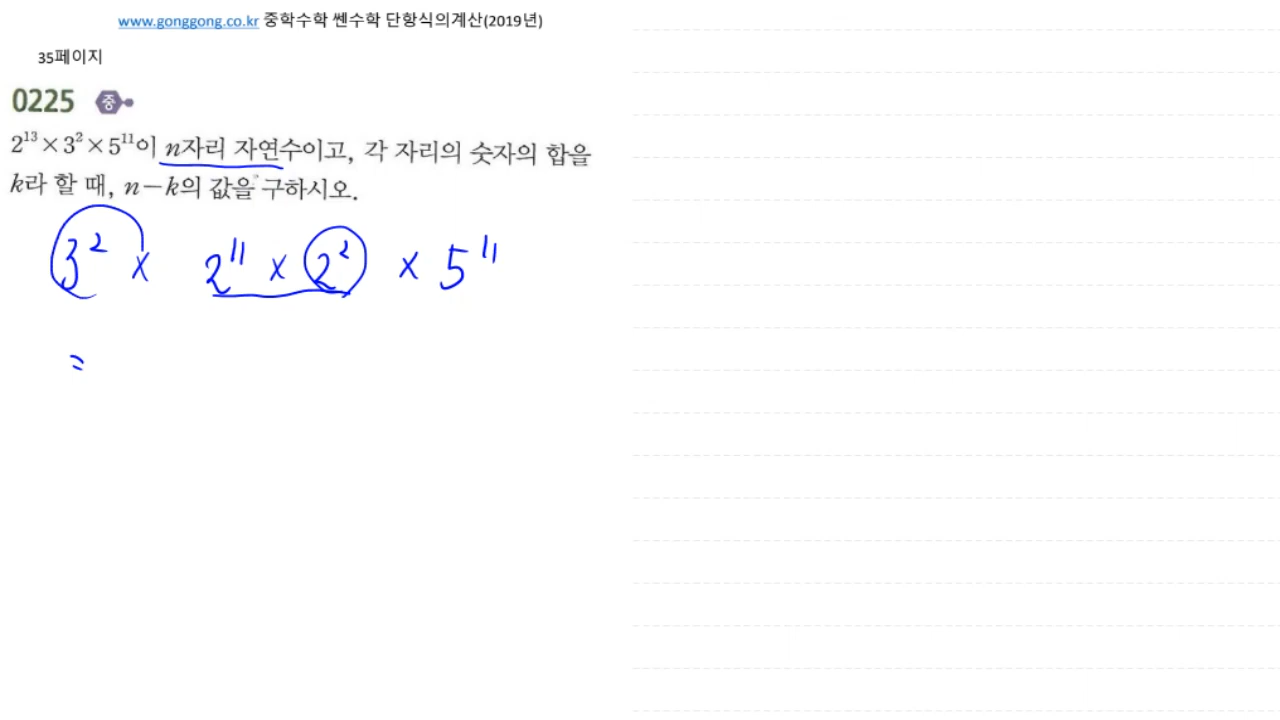 www.gonggong.co.kr 중학수학 쎈수학 단항식의계산(2019년)
35페이지
0225 중
2¹³×3²×5¹¹이 n자리 자연수이고, 각 자리의 숫자의 합을
k라 할 때, n-k의 값을 구하시오.
3² × 2¹¹ × 2² × 5¹¹
=